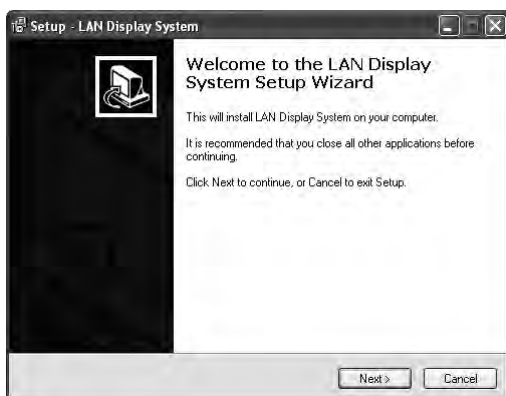 Setup - LAN Display System
Welcome to the LAN Display
System Setup Wizard
This will install LAN Display System on your computer.
It is recommended that you close all other applications before
continuing.
Click Next to continue, or Cancel to exit Setup.
Next >
Cancel